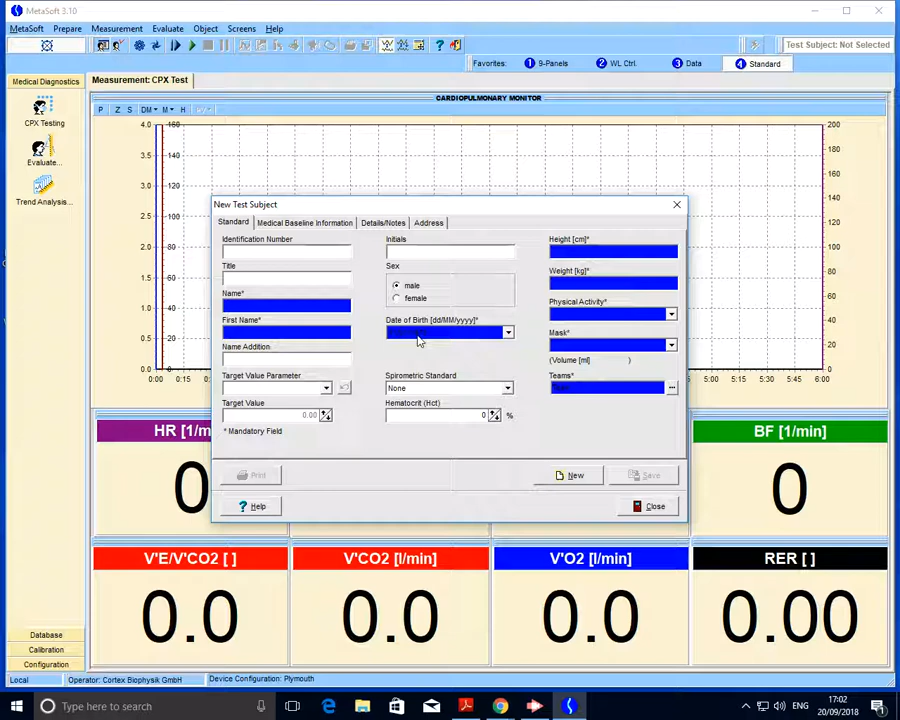 MetaSoft 3.10
MetaSoft Prepare Measurement Evaluate Object Screens Help
Test Subject: Not Selected
Favorites: 1 9-Panels 2 WL Ctrl. 3 Data 4 Standard
Medical Diagnostics
Measurement: CPX Test
CPX Testing
Evaluate...
Trend Analysis...
CARDIOPULMONARY MONITOR
P Z S DM M H
4.0 160 200
3.5 140 180
3.0 120 160
2.5 100 140
2.0 80 120
1.5 60 100
1.0 40 80
0.5 20 60
0.0 0 40
20
0
0:00 0:15 5:11 5:19 5:37 6:00
New Test Subject
Standard Medical Baseline Information Details/Notes Address
Identification Number
Title
Name*
First Name*
Name Addition
Target Value Parameter
Target Value
0.00
* Mandatory Field
Initials
Sex
male
female
Date of Birth [dd/MM/yyyy]*
Spirometric Standard
None
Hematocrit (Hct)
0 %
Height [cm]*
Weight [kg]*
Physical Activity*
Mask*
(Volume [ml] )
Teams*
Print
New
Save
Help
Close
HR [1/m
0
BF [1/min]
0
V'E/V'CO2 [ ]
0.0
V'CO2 [l/min]
0.0
V'O2 [l/min]
0.0
RER [ ]
0.00
Database
Calibration
Configuration
Local Operator: Cortex Biophysik GmbH Device Configuration: Plymouth
Type here to search
ENG
17:02
20/09/2018
1